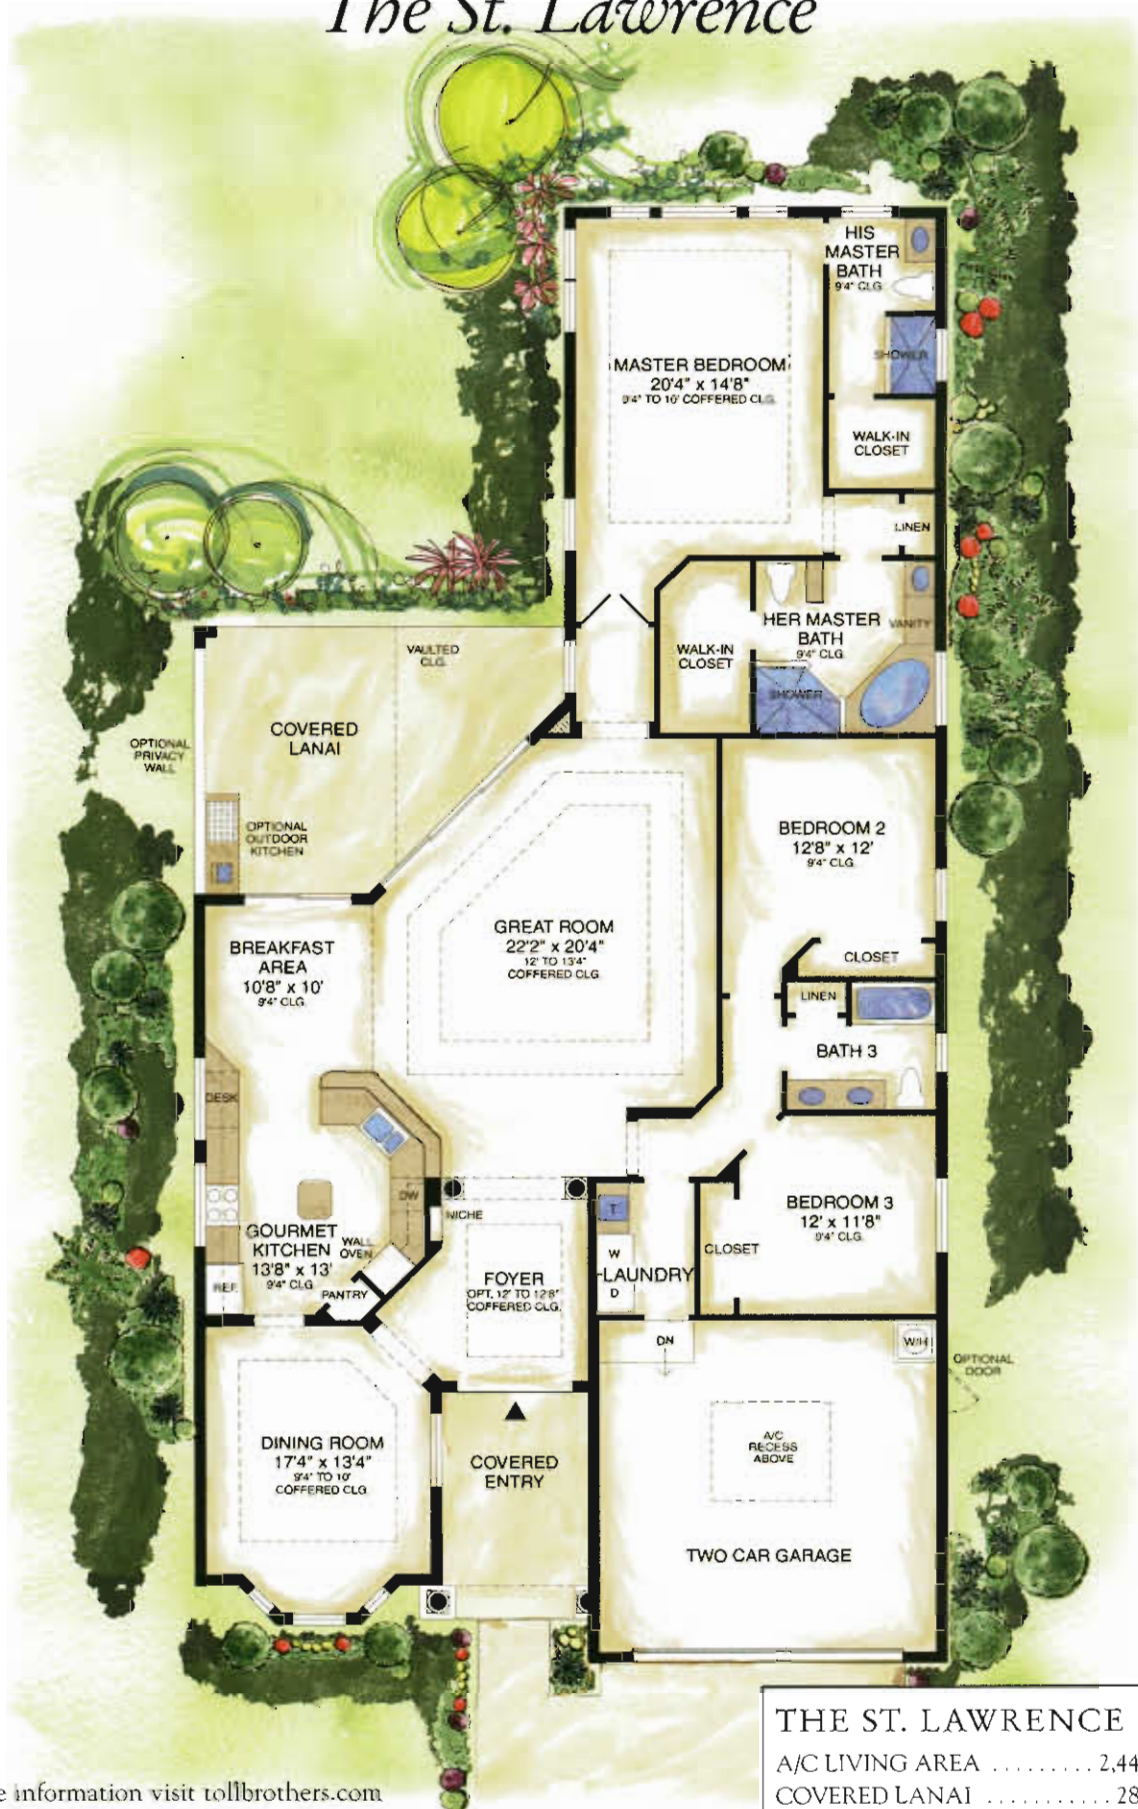 The St. Lawrence
HIS
MASTER
BATH
9'4" CLG.
SHOWER
MASTER BEDROOM
20'4" x 14'8"
9'4" TO 10' COFFERED CLG.
WALK-IN
CLOSET
LINEN
HER MASTER
BATH
9'4" CLG.
VANITY
WALK-IN
CLOSET
SHOWER
VAULTED
CLG.
COVERED
LANAI
OPTIONAL
PRIVACY
WALL
OPTIONAL
OUTDOOR
KITCHEN
BEDROOM 2
12'8" x 12'
9'4" CLG.
CLOSET
GREAT ROOM
22'2" x 20'4"
12' TO 13'4"
COFFERED CLG.
BREAKFAST
AREA
10'8" x 10'
9'4" CLG.
LINEN
BATH 3
DESK
DW
NICHE
GOURMET
KITCHEN
13'8" x 13'
9'4" CLG.
WALL
OVEN
REF.
PANTRY
FOYER
OPT. 12' TO 12'8"
COFFERED CLG.
T
W
D
LAUNDRY
CLOSET
BEDROOM 3
12' x 11'8"
9'4" CLG.
DN
W/H
OPTIONAL
DOOR
A/C
RECESS
ABOVE
DINING ROOM
17'4" x 13'4"
9'4" TO 10'
COFFERED CLG.
COVERED
ENTRY
TWO CAR GARAGE
THE ST. LAWRENCE
A/C LIVING AREA ......... 2,44
COVERED LANAI ........... 28
e information visit tollbrothers.com